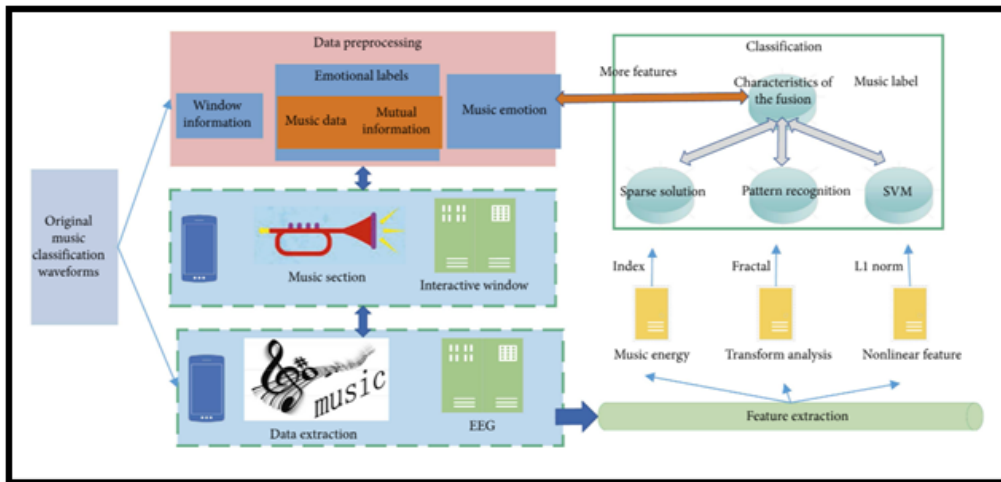 Data preprocessing
Emotional labels
Window
information
Music data
Mutual
information
Music emotion
More features
Classification
Characteristics of
the fusion
Music label
Sparse solution
Pattern recognition
SVM
Original
music
classification
waveforms
Music section
Interactive window
Index
Fractal
L1 norm
Music energy
Transform analysis
Nonlinear feature
music
Data extraction
EEG
Feature extraction